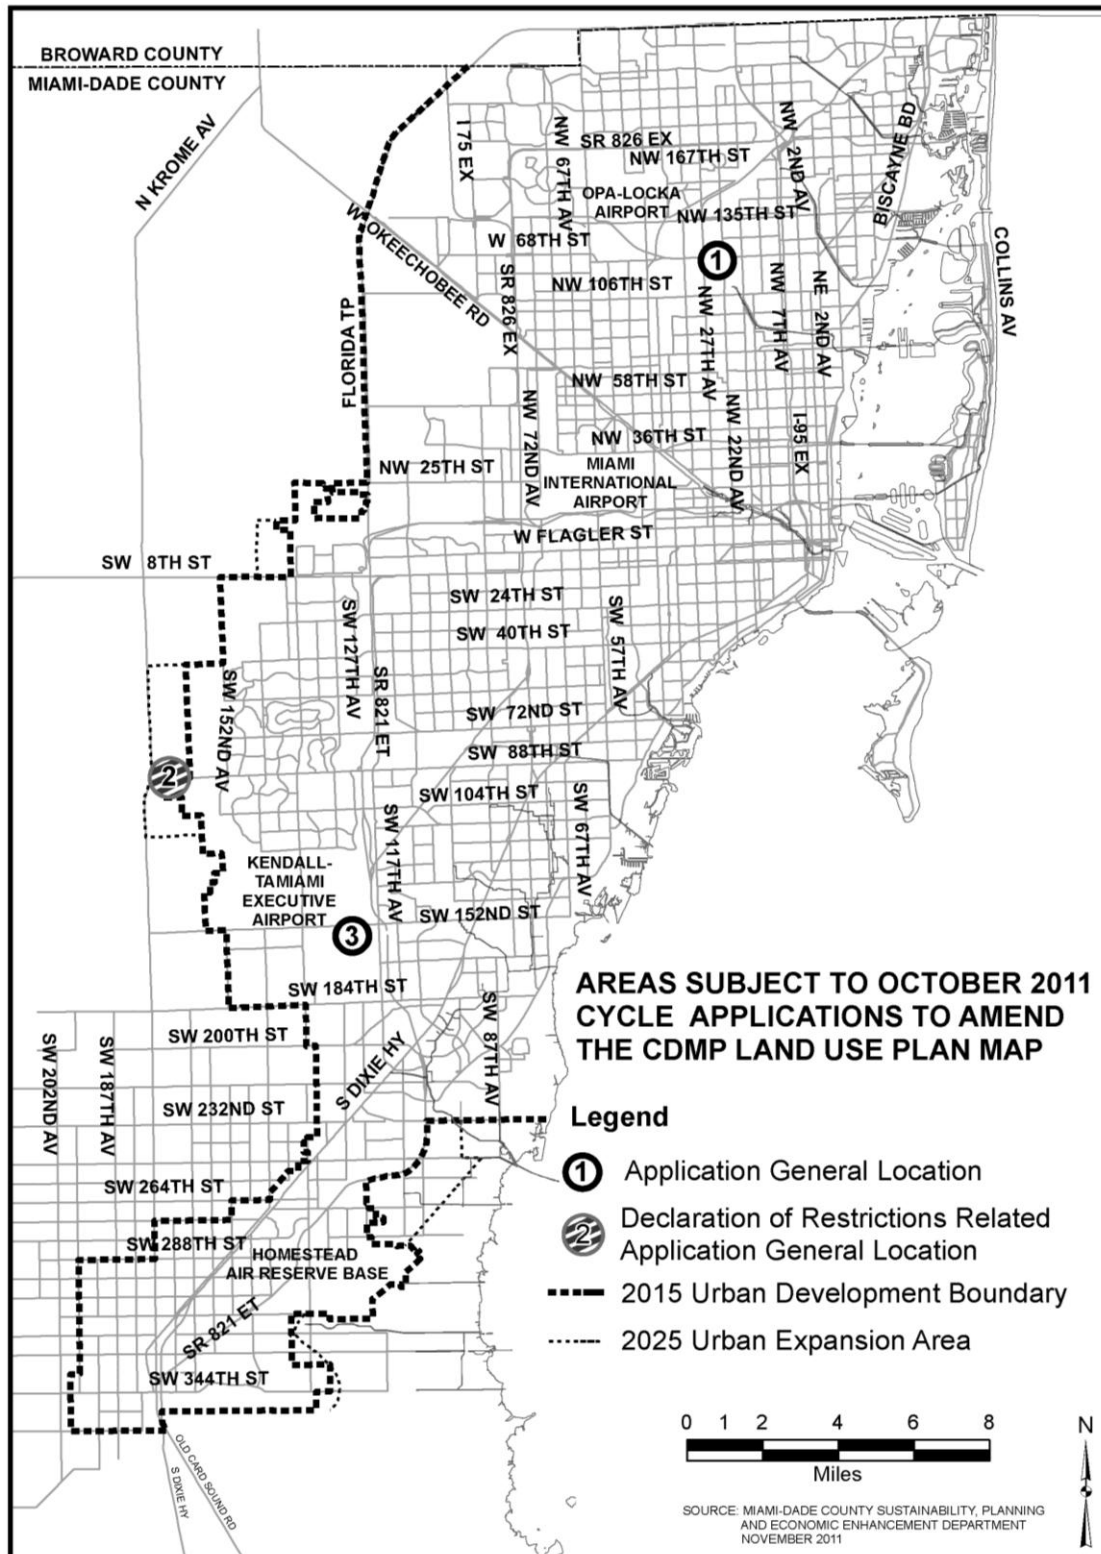 BROWARD COUNTY
MIAMI-DADE COUNTY
N KROME AV
I 75 EX
NW 67TH AV
SR 826 EX
NW 167TH ST
NW 2ND AV
BISCAYNE BD
OPA-LOCKA
AIRPORT
NW 135TH ST
W OKEECHOBEE RD
W 68TH ST
1
COLLINS AV
SR 826 EX
NW 106TH ST
NW 27TH AV
NW 7TH AV
NE 2ND AV
FLORIDA TP
NW 58TH ST
NW 72ND AV
NW 22ND AV
I-95 EX
NW 36TH ST
NW 25TH ST
MIAMI
INTERNATIONAL
AIRPORT
W FLAGLER ST
SW 8TH ST
SW 24TH ST
SW 127TH AV
SW 57TH AV
SW 40TH ST
SR 821 ET
SW 152ND AV
SW 72ND ST
SW 88TH ST
2
SW 104TH ST
SW 67TH AV
SW 117TH AV
KENDALL-
TAMIAMI
EXECUTIVE
AIRPORT
SW 152ND ST
3
SW 184TH ST
AREAS SUBJECT TO OCTOBER 2011
CYCLE APPLICATIONS TO AMEND
THE CDMP LAND USE PLAN MAP
SW 87TH AV
SW 200TH ST
SW 202ND AV
SW 187TH AV
S DIXIE HY
SW 232ND ST
Legend
1 Application General Location
SW 264TH ST
2 Declaration of Restrictions Related
Application General Location
SW 288TH ST
HOMESTEAD
AIR RESERVE BASE
2015 Urban Development Boundary
SR 821 ET
2025 Urban Expansion Area
SW 344TH ST
0 1 2 4 6 8
Miles
N
OLD CARD SOUND RD
S DIXIE HY
SOURCE: MIAMI-DADE COUNTY SUSTAINABILITY, PLANNING
AND ECONOMIC ENHANCEMENT DEPARTMENT
NOVEMBER 2011